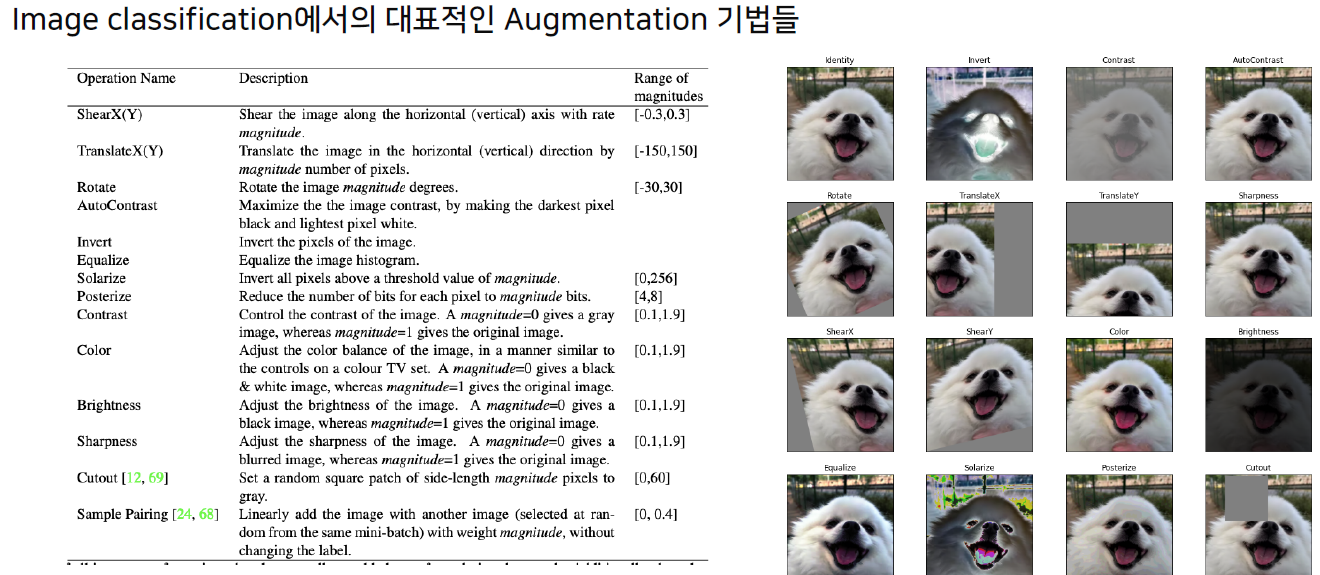 Image classification에서의 대표적인 Augmentation 기법들
Operation Name Description Range of
magnitudes
ShearX(Y) Shear the image along the horizontal (vertical) axis with rate [-0.3,0.3]
magnitude.
TranslateX(Y) Translate the image in the horizontal (vertical) direction by [-150,150]
magnitude number of pixels.
Rotate Rotate the image magnitude degrees. [-30,30]
AutoContrast Maximize the the image contrast, by making the darkest pixel
black and lightest pixel white.
Invert Invert the pixels of the image.
Equalize Equalize the image histogram.
Solarize Invert all pixels above a threshold value of magnitude. [0,256]
Posterize Reduce the number of bits for each pixel to magnitude bits. [4,8]
Contrast Control the contrast of the image. A magnitude=0 gives a gray [0.1,1.9]
image, whereas magnitude=1 gives the original image.
Color Adjust the color balance of the image, in a manner similar to [0.1,1.9]
the controls on a colour TV set. A magnitude=0 gives a black
& white image, whereas magnitude=1 gives the original image.
Brightness Adjust the brightness of the image. A magnitude=0 gives a [0.1,1.9]
black image, whereas magnitude=1 gives the original image.
Sharpness Adjust the sharpness of the image. A magnitude=0 gives a [0.1,1.9]
blurred image, whereas magnitude=1 gives the original image.
Cutout [12, 69] Set a random square patch of side-length magnitude pixels to [0,60]
gray.
Sample Pairing [24, 68] Linearly add the image with another image (selected at ran- [0, 0.4]
dom from the same mini-batch) with weight magnitude, without
changing the label.
Identity Invert Contrast AutoContrast
Rotate TranslateX TranslateY Sharpness
ShearX ShearY Color Brightness
Equalize Solarize Posterize Cutout